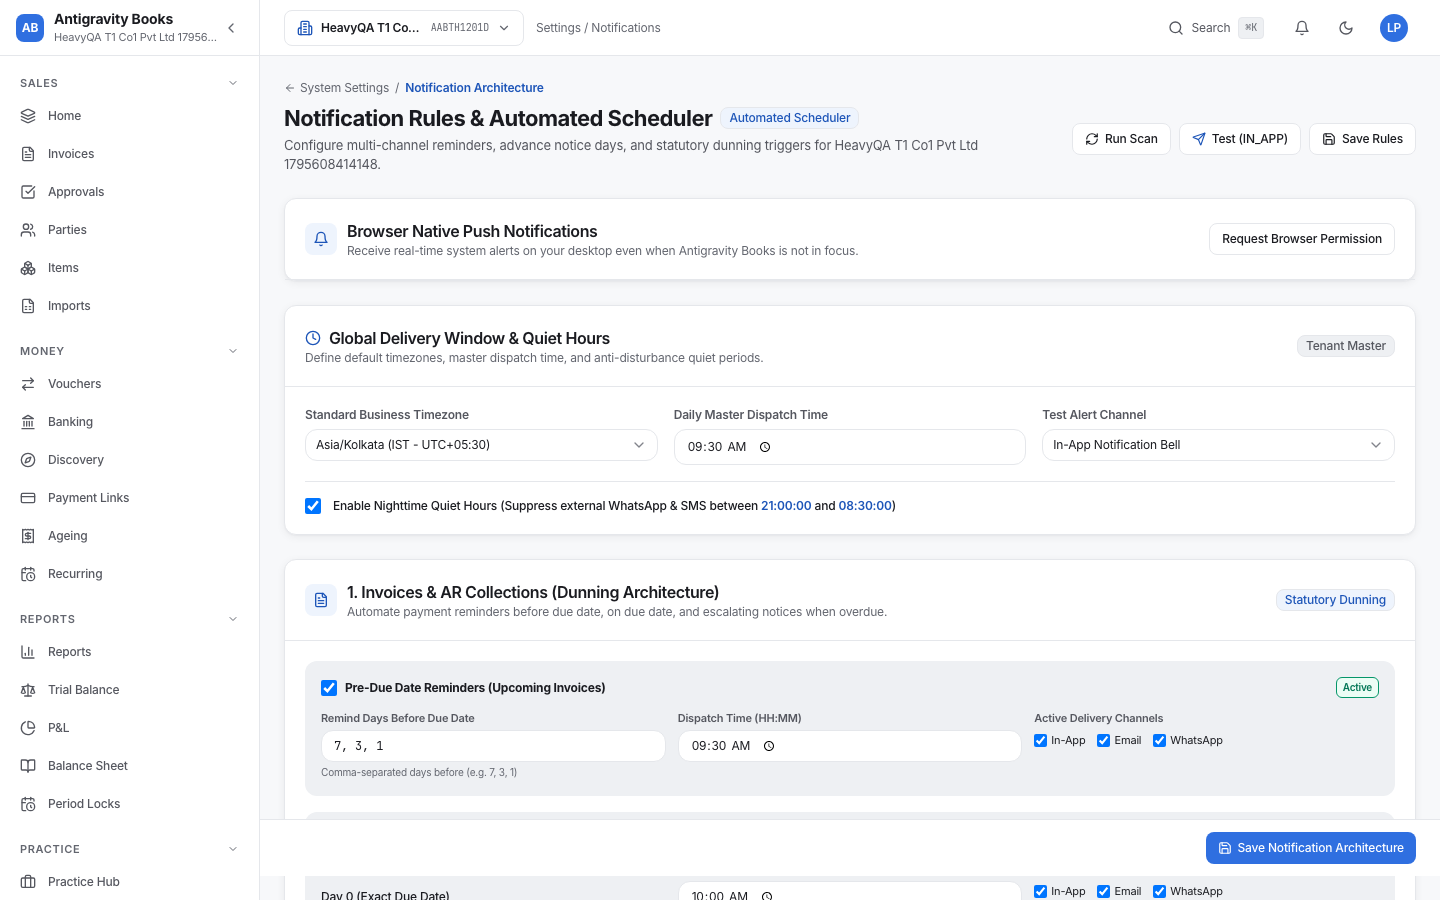 AB
Antigravity Books
HeavyQA T1 Co1 Pvt Ltd 17956...
SALES
Home
Invoices
Approvals
Parties
Items
Imports
MONEY
Vouchers
Banking
Discovery
Payment Links
Ageing
Recurring
REPORTS
Reports
Trial Balance
P&L
Balance Sheet
Period Locks
PRACTICE
Practice Hub
HeavyQA T1 Co... AABTH1201D
Settings / Notifications
Search ⌘K
LP
← System Settings / Notification Architecture
Notification Rules & Automated Scheduler Automated Scheduler
Configure multi-channel reminders, advance notice days, and statutory dunning triggers for HeavyQA T1 Co1 Pvt Ltd
1795608414148.
Run Scan
Test (IN_APP)
Save Rules
Browser Native Push Notifications
Receive real-time system alerts on your desktop even when Antigravity Books is not in focus.
Request Browser Permission
Global Delivery Window & Quiet Hours
Define default timezones, master dispatch time, and anti-disturbance quiet periods.
Tenant Master
Standard Business Timezone
Asia/Kolkata (IST - UTC+05:30)
Daily Master Dispatch Time
09:30 AM
Test Alert Channel
In-App Notification Bell
Enable Nighttime Quiet Hours (Suppress external WhatsApp & SMS between 21:00:00 and 08:30:00)
1. Invoices & AR Collections (Dunning Architecture)
Automate payment reminders before due date, on due date, and escalating notices when overdue.
Statutory Dunning
Pre-Due Date Reminders (Upcoming Invoices)
Active
Remind Days Before Due Date
7, 3, 1
Comma-separated days before (e.g. 7, 3, 1)
Dispatch Time (HH:MM)
09:30 AM
Active Delivery Channels
In-App Email WhatsApp
Save Notification Architecture
Day 0 (Exact Due Date)
10:00 AM
In-App Email WhatsApp